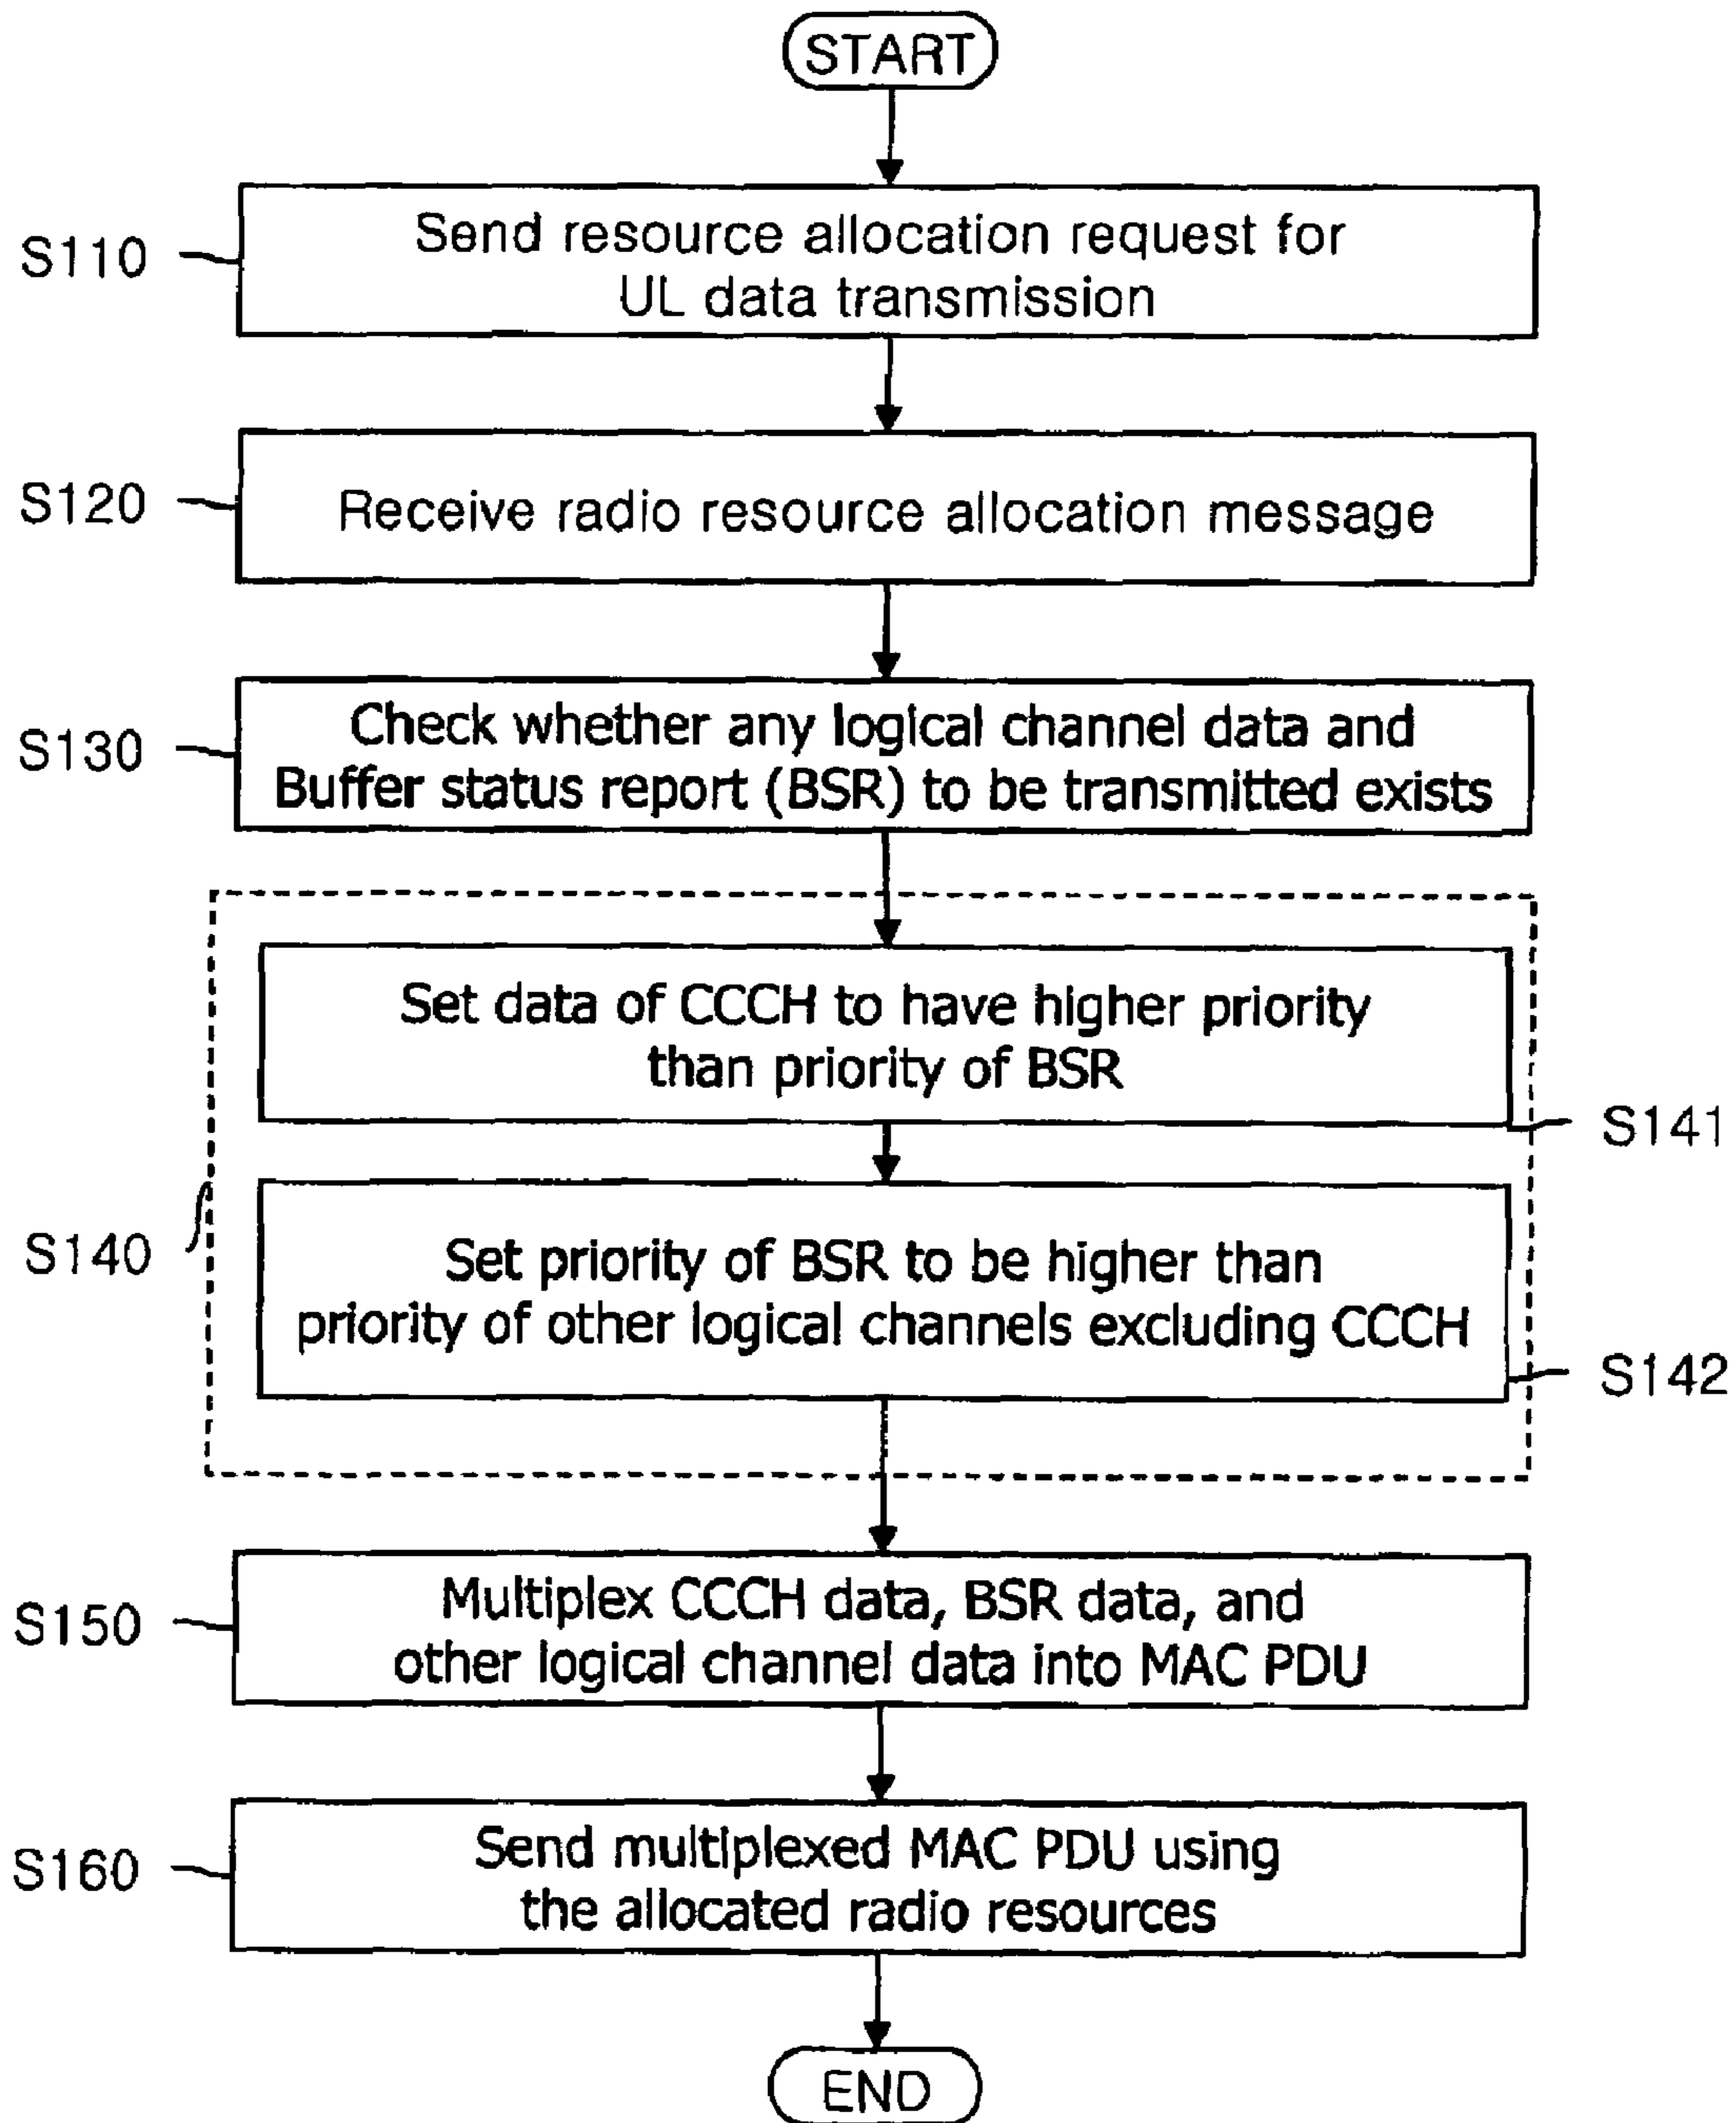 START
S110
Send resource allocation request for
UL data transmission
S120
Receive radio resource allocation message
S130
Check whether any logical channel data and
Buffer status report (BSR) to be transmitted exists
Set data of CCCH to have higher priority
than priority of BSR
S141
S140
Set priority of BSR to be higher than
priority of other logical channels excluding CCCH
S142
S150
Multiplex CCCH data, BSR data, and
other logical channel data into MAC PDU
S160
Send multiplexed MAC PDU using
the allocated radio resources
END